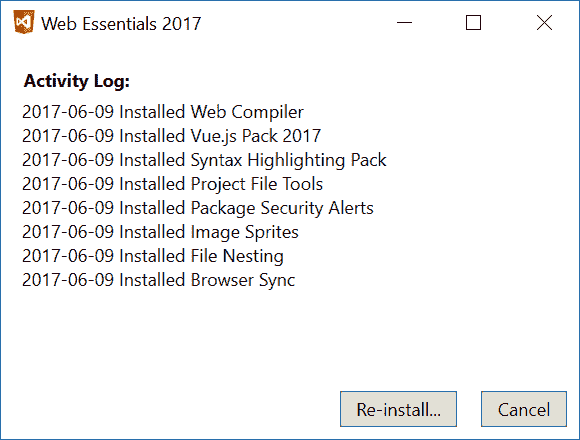 Web Essentials 2017
Activity Log:
2017-06-09 Installed Web Compiler
2017-06-09 Installed Vue.js Pack 2017
2017-06-09 Installed Syntax Highlighting Pack
2017-06-09 Installed Project File Tools
2017-06-09 Installed Package Security Alerts
2017-06-09 Installed Image Sprites
2017-06-09 Installed File Nesting
2017-06-09 Installed Browser Sync
Re-install... Cancel